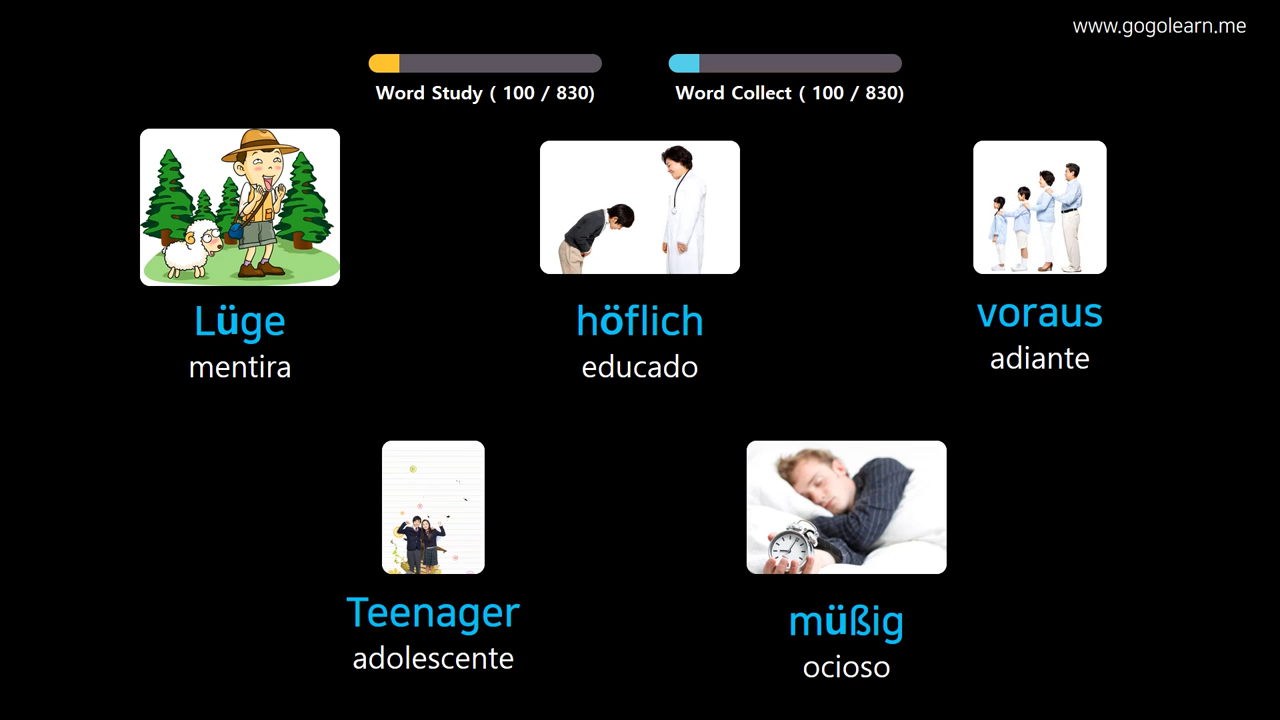 www.gogolearn.me
Word Study ( 100 / 830)
Word Collect ( 100 / 830)
Lüge
mentira
höflich
educado
voraus
adiante
Teenager
adolescente
müßig
ocioso